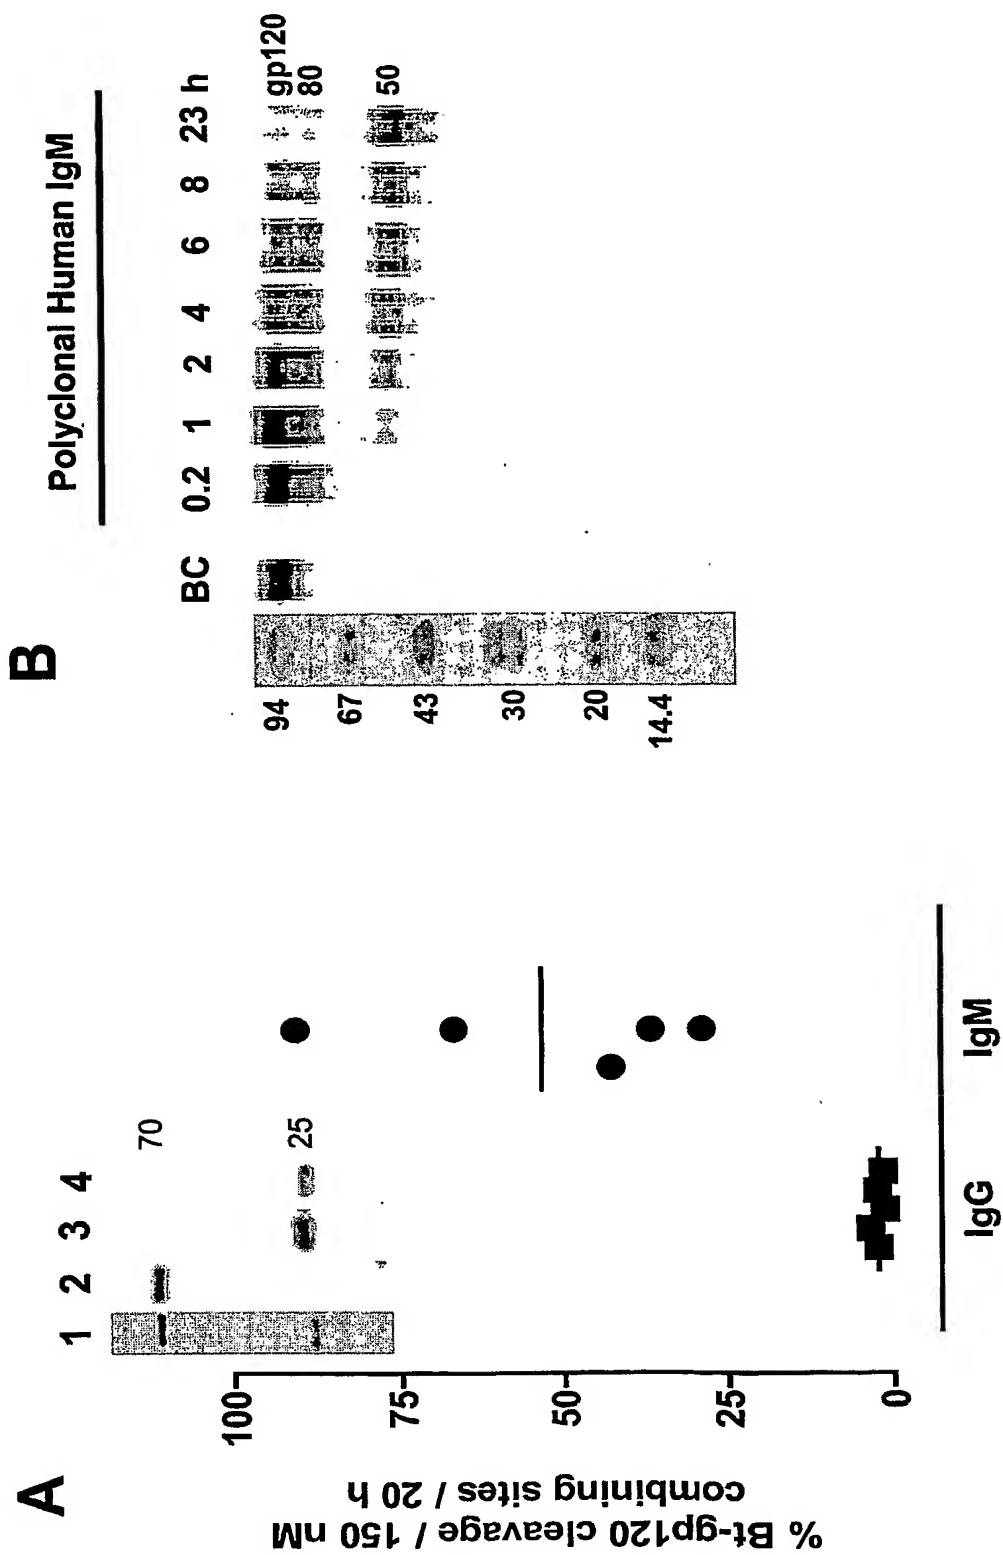 A
1 2 3 4
70
25
100
75
50
25
0
% Bt-gp120 cleavage / 150 nM
combining sites / 20 h
IgG IgM
B
Polyclonal Human IgM
BC 0.2 1 2 4 6 8 23 h
gp120
80
50
94
67
43
30
20
14.4